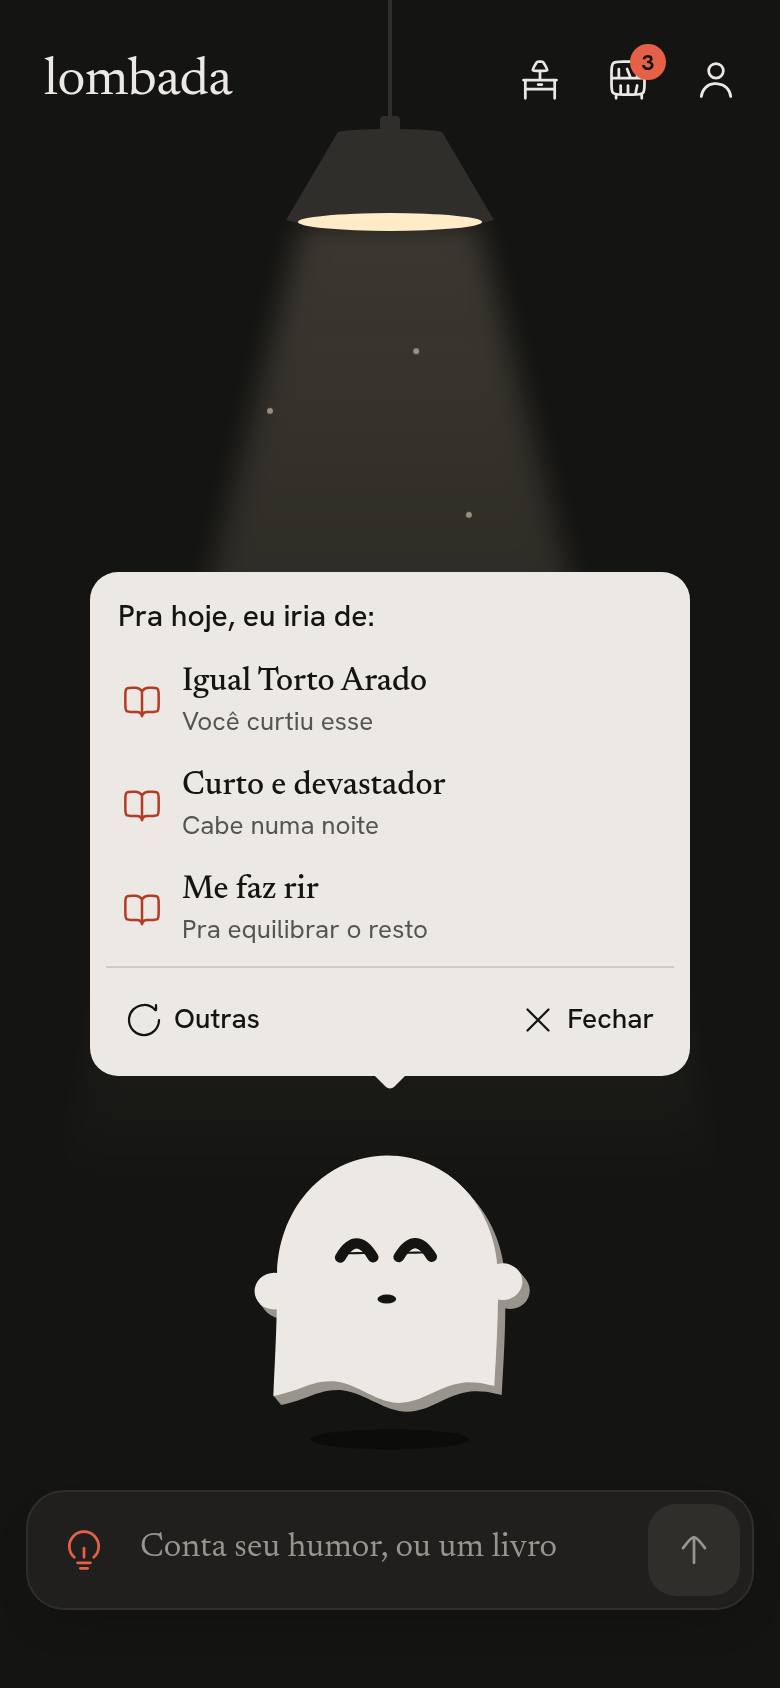 lombada
3
Pra hoje, eu iria de:
Igual Torto Arado
Você curtiu esse
Curto e devastador
Cabe numa noite
Me faz rir
Pra equilibrar o resto
Outras
Fechar
Conta seu humor, ou um livro